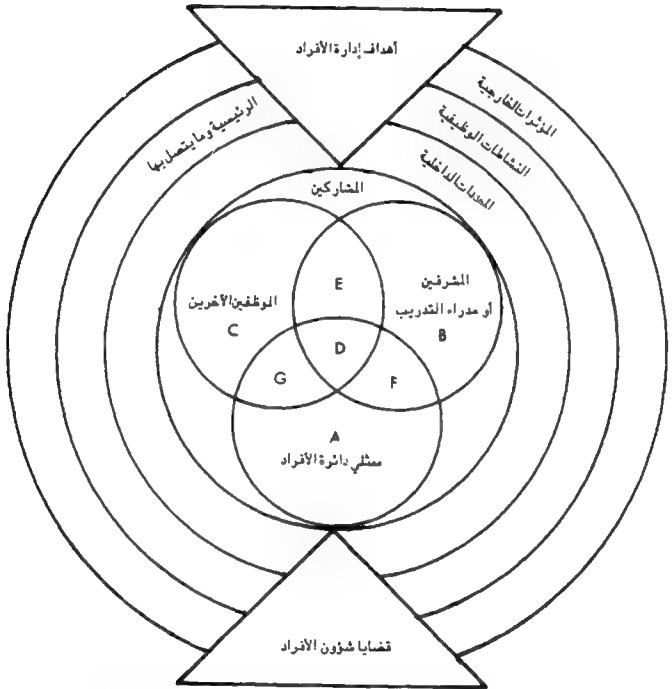 أهداف إدارة الأفراد
المؤثرات الخارجية
النشاطات الوظيفية
الرئيسية وما يتصل بها
المحددات الداخلية
المشاركين
E
المشرفين
أو مدراء التدريب
B
الموظفين الآخرين
C
D
G
F
A
ممثلي دائرة الأفراد
قضايا شؤون الأفراد